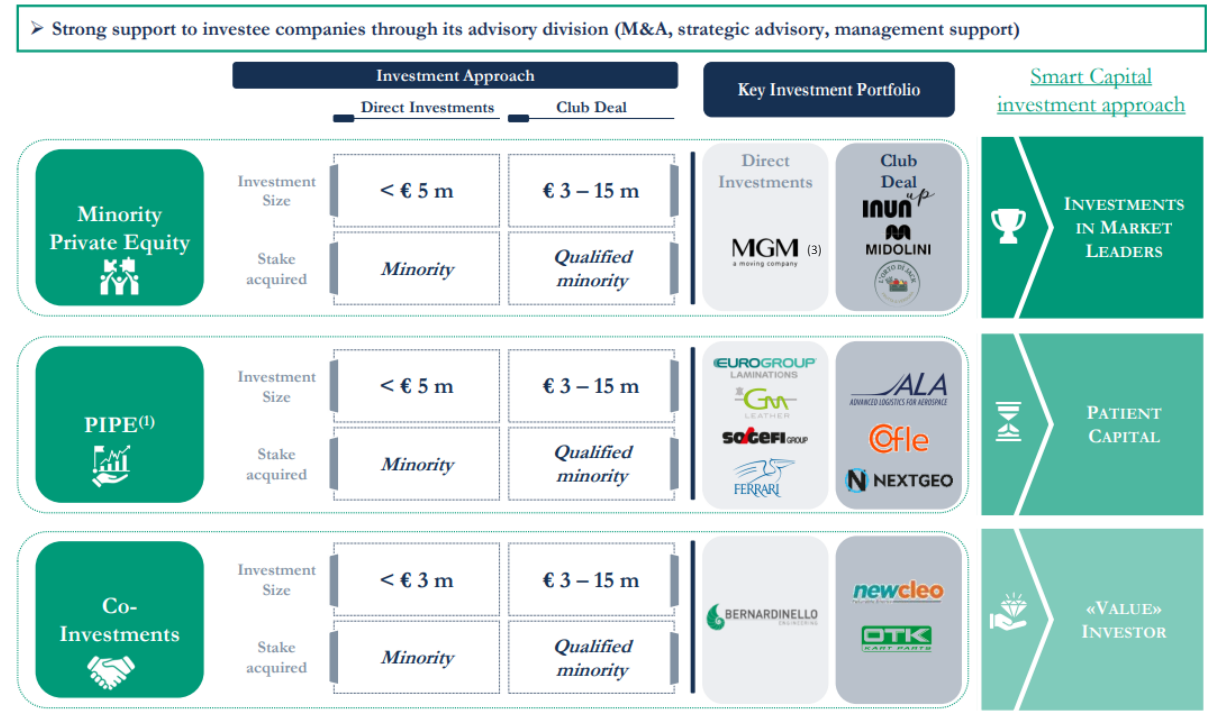 ➢ Strong support to investee companies through its advisory division (M&A, strategic advisory, management support)
Investment Approach
Direct Investments
Club Deal
Key Investment Portfolio
Smart Capital
investment approach
Minority
Private Equity
Investment
Size
< € 5 m
€ 3 – 15 m
Stake
acquired
Minority
Qualified
minority
Direct
Investments
MGM (3)
a moving company
Club
Deal
INUN up
MIDOLINI
L'ORTO DI JACK
INVESTMENTS
IN MARKET
LEADERS
PIPE(1)
Investment
Size
< € 5 m
€ 3 – 15 m
Stake
acquired
Minority
Qualified
minority
EUROGROUP
LAMINATIONS
GM
LEATHER
SOGEFI GROUP
FERRARI
ALA
ADVANCED LOGISTICS FOR AEROSPACE
Cofle
NEXTGEO
PATIENT
CAPITAL
Co-
Investments
Investment
Size
< € 3 m
€ 3 – 15 m
Stake
acquired
Minority
Qualified
minority
BERNARDINELLO
ENGINEERING
newcleo
OTK
KART PARTS
«VALUE»
INVESTOR